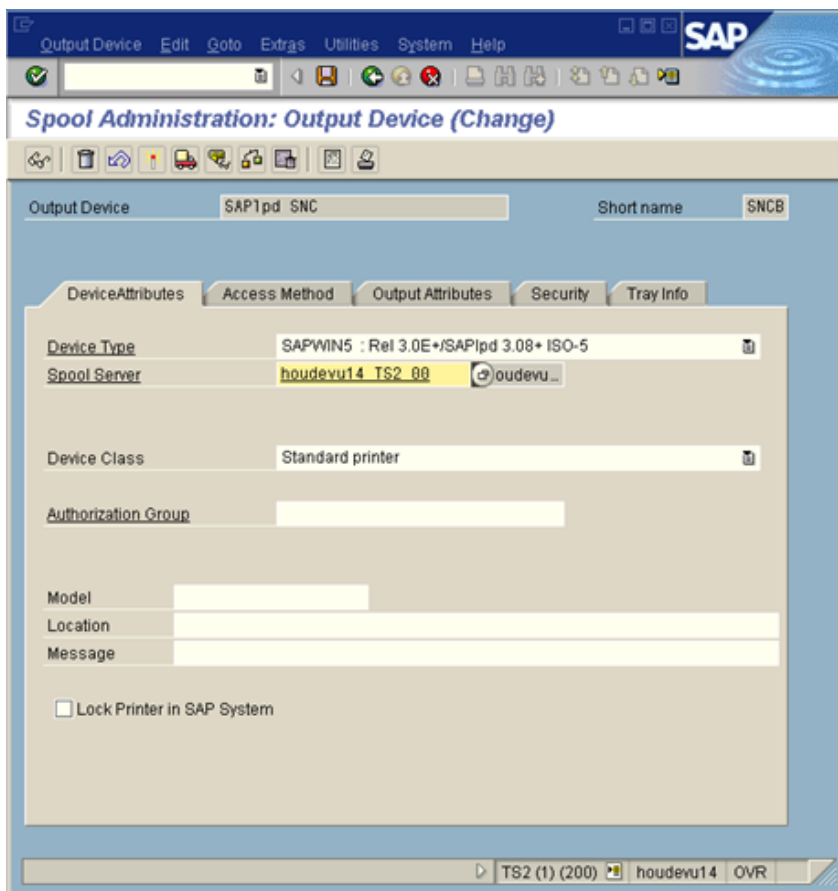 Output Device Edit Goto Extras Utilities System Help
SAP
Spool Administration: Output Device (Change)
Output Device SAPlpd SNC Short name SNCB
DeviceAttributes Access Method Output Attributes Security Tray Info
Device Type SAPWIN5 : Rel 3.0E+/SAPlpd 3.08+ ISO-5
Spool Server houdevu14_TS2_00 oudevu...
Device Class Standard printer
Authorization Group
Model
Location
Message
Lock Printer in SAP System
TS2 (1) (200) houdevu14 OVR